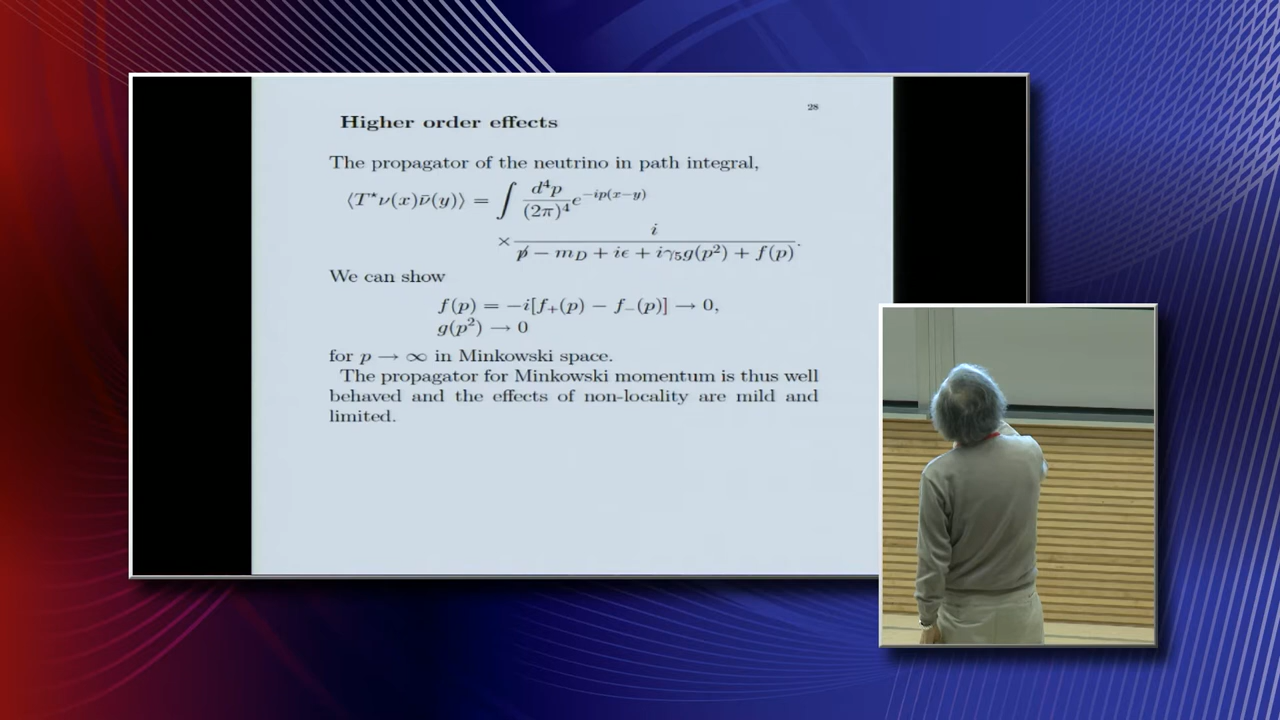 28
Higher order effects
The propagator of the neutrino in path integral,
⟨T*ν(x)ν̄(y)⟩ = ∫ d⁴p/(2π)⁴ e^{−ip(x−y)}
× i / (p̸ − m_D + iϵ + iγ₅g(p²) + f(p)).
We can show
f(p) = −i[f₊(p) − f₋(p)] → 0,
g(p²) → 0
for p → ∞ in Minkowski space.
The propagator for Minkowski momentum is thus well
behaved and the effects of non-locality are mild and
limited.